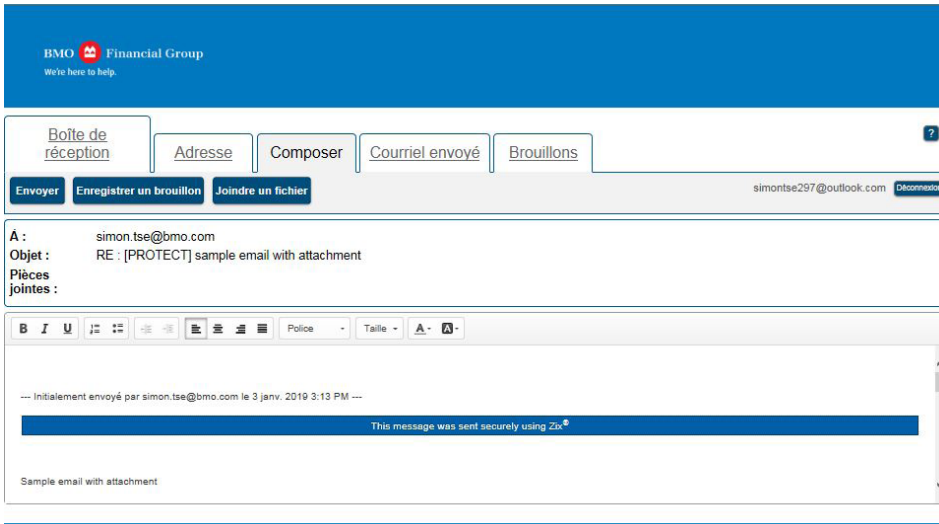 BMO Financial Group
We're here to help.
Boîte de
réception
Adresse
Composer
Courriel envoyé
Brouillons
?
Envoyer Enregistrer un brouillon Joindre un fichier
simontse297@outlook.com Déconnexion
À : simon.tse@bmo.com
Objet : RE : [PROTECT] sample email with attachment
Pièces
jointes :
B I U Police Taille A A
--- Initialement envoyé par simon.tse@bmo.com le 3 janv. 2019 3:13 PM ---
This message was sent securely using Zix®
Sample email with attachment